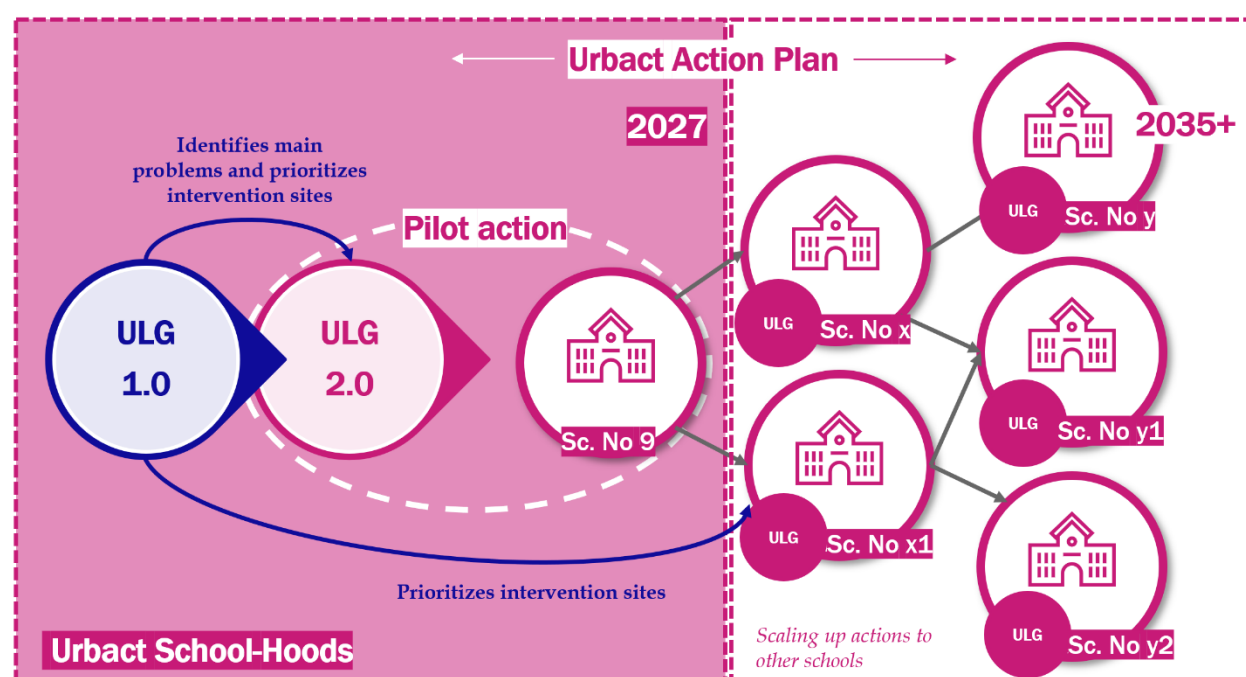 Urbact Action Plan
2027
2035+
Identifies main
problems and prioritizes
intervention sites
Pilot action
ULG
1.0
ULG
2.0
Sc. No 9
ULG
Sc. No x
ULG
.Sc. No x1
ULG
Sc. No y
ULG
Sc. No y1
ULG
Sc. No y2
Prioritizes intervention sites
Urbact School-Hoods
Scaling up actions to
other schools